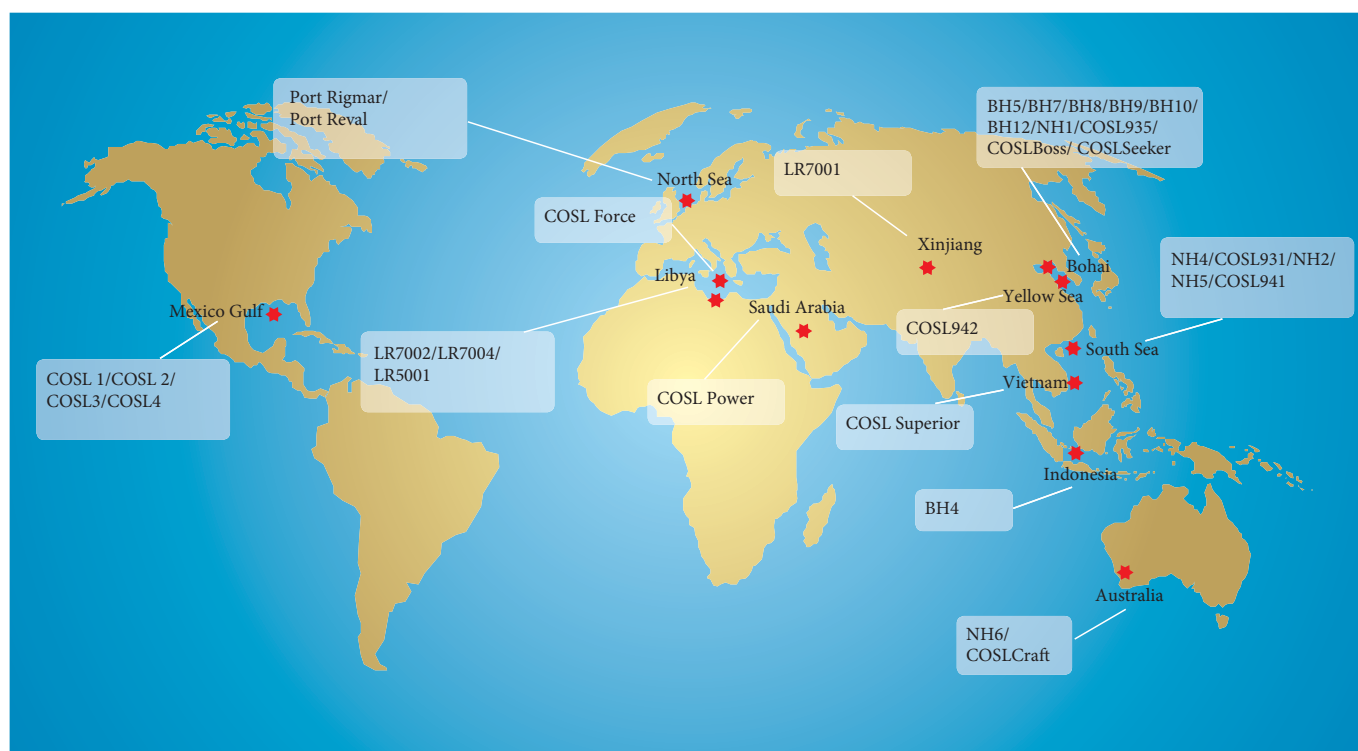 Port Rigmar/
Port Reval
BH5/BH7/BH8/BH9/BH10/
BH12/NH1/COSL935/
COSLBoss/ COSLSeeker
LR7001
North Sea
COSL Force
Xinjiang
NH4/COSL931/NH2/
NH5/COSL941
Libya
Bohai
Yellow Sea
Mexico Gulf
Saudi Arabia
COSL942
South Sea
LR7002/LR7004/
LR5001
COSL 1/COSL 2/
COSL3/COSL4
COSL Power
Vietnam
COSL Superior
Indonesia
BH4
Australia
NH6/
COSLCraft